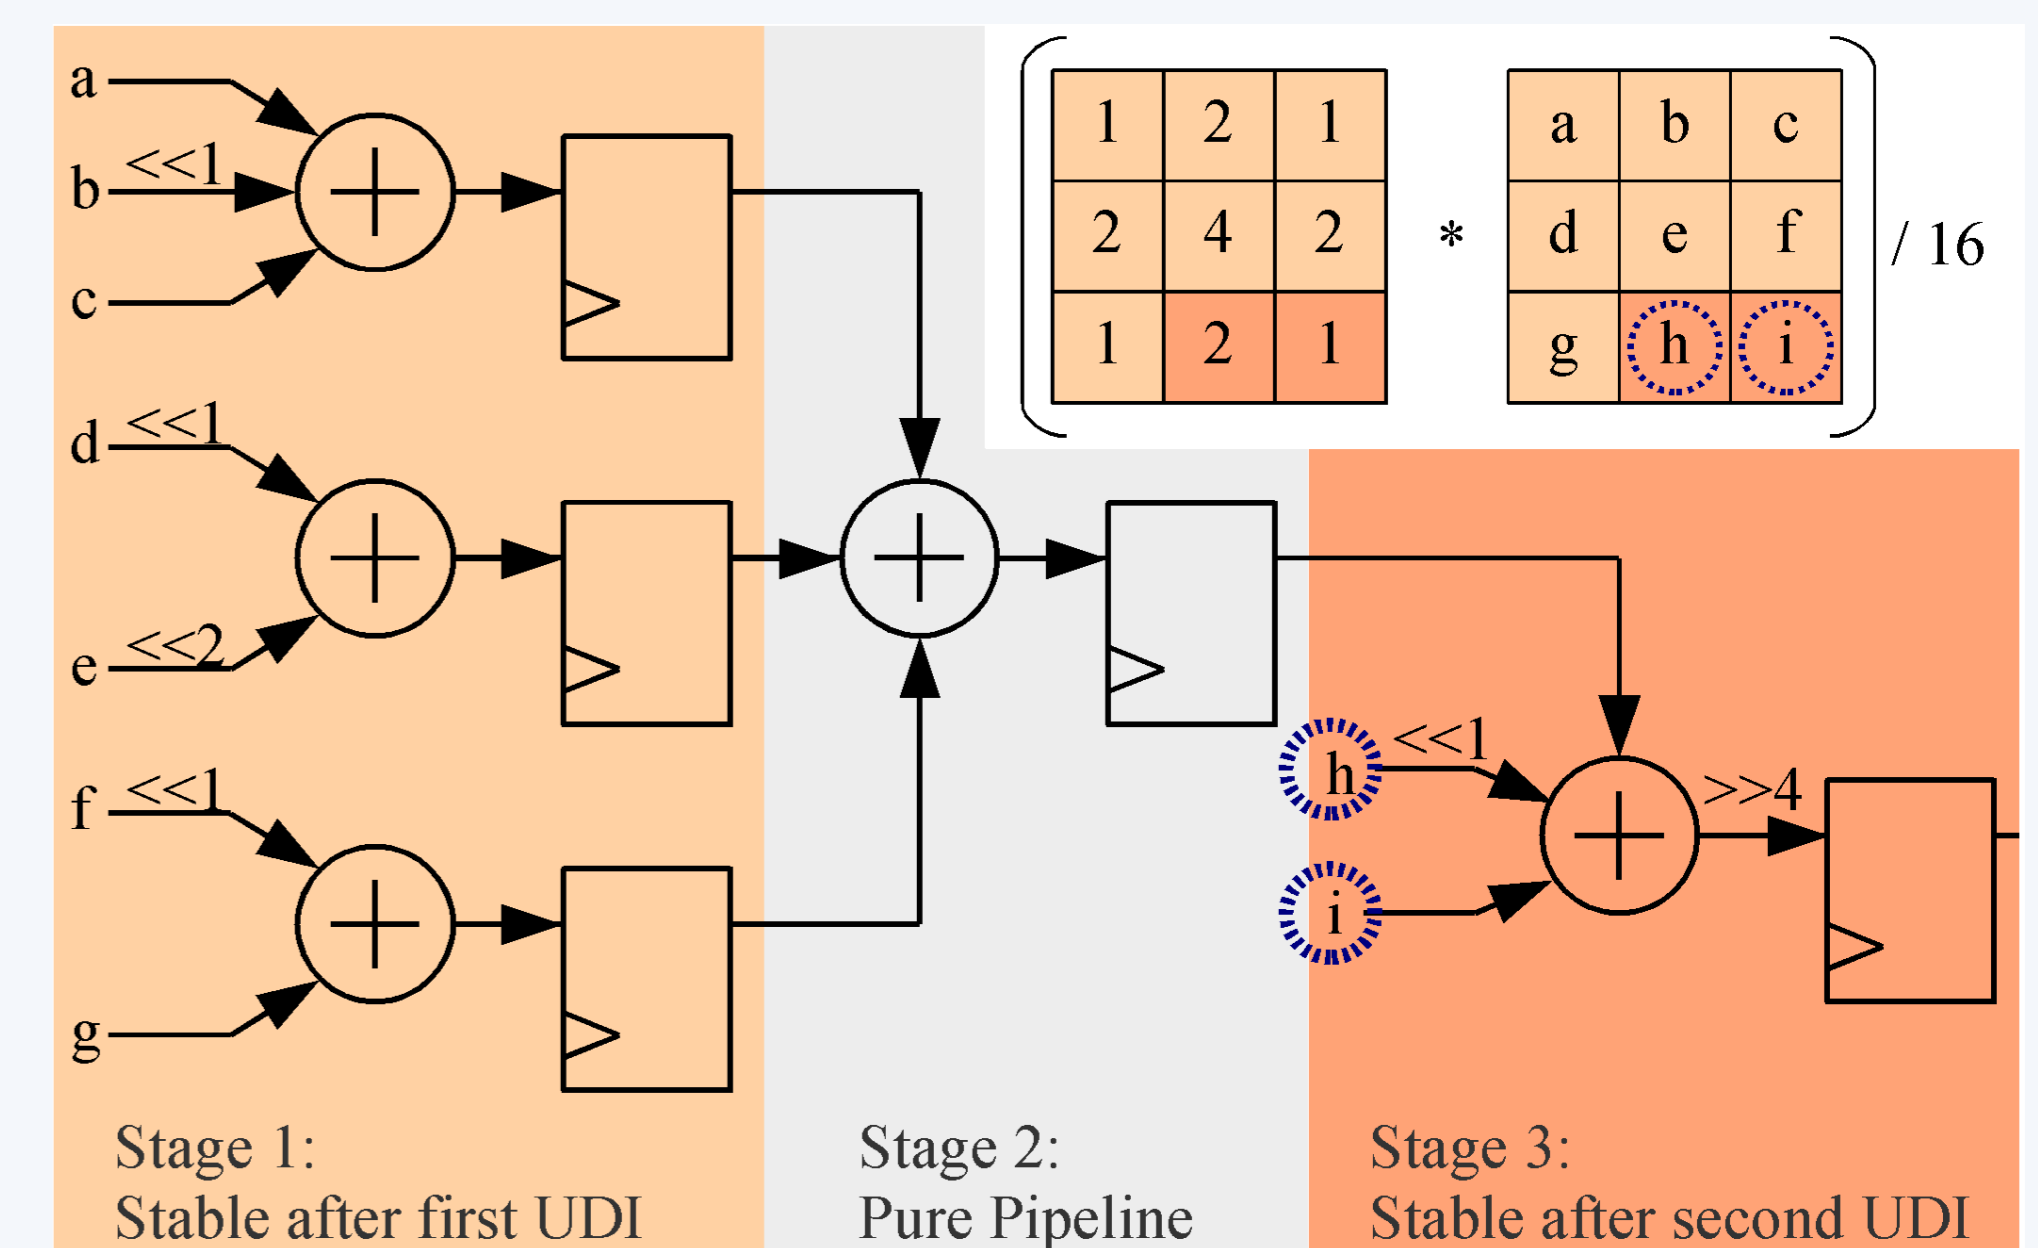 a
b <<1
c
d <<1
e <<2
f <<1
g
1 2 1
2 4 2
1 2 1
*
a b c
d e f
g h i
/ 16
h <<1
i
>>4
Stage 1:
Stable after first UDI
Stage 2:
Pure Pipeline
Stage 3:
Stable after second UDI